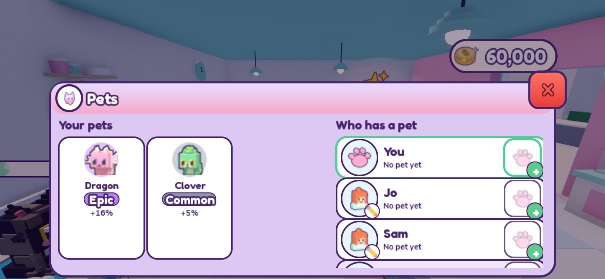 60,000
Pets
Your pets
Dragon
Epic
+16%
Clover
Common
+5%
Who has a pet
You
No pet yet
Jo
No pet yet
Sam
No pet yet